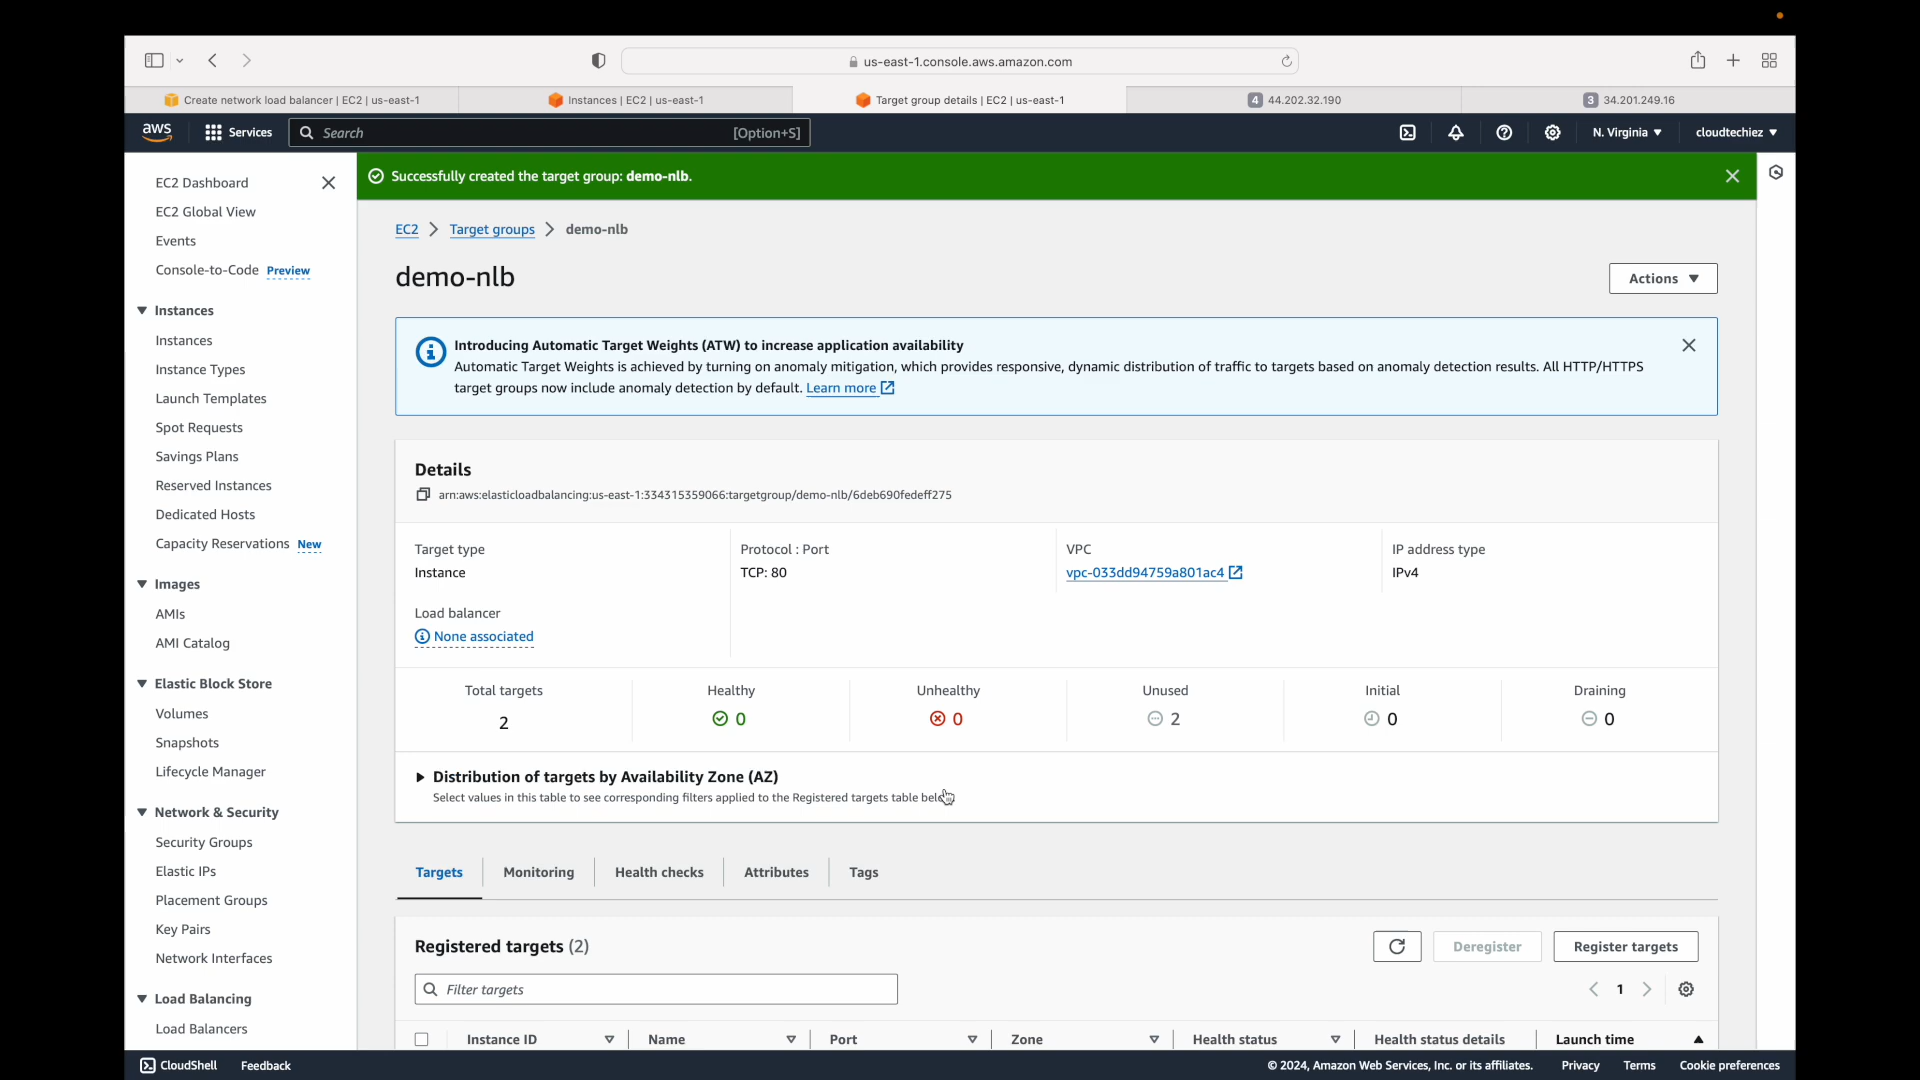 us-east-1.console.aws.amazon.com
Create network load balancer | EC2 | us-east-1
Instances | EC2 | us-east-1
Target group details | EC2 | us-east-1
4 44.202.32.190
3 34.201.249.16
aws
Services
Search
[Option+S]
N. Virginia
cloudtechiez
EC2 Dashboard
EC2 Global View
Events
Console-to-Code Preview
Instances
Instances
Instance Types
Launch Templates
Spot Requests
Savings Plans
Reserved Instances
Dedicated Hosts
Capacity Reservations New
Images
AMIs
AMI Catalog
Elastic Block Store
Volumes
Snapshots
Lifecycle Manager
Network & Security
Security Groups
Elastic IPs
Placement Groups
Key Pairs
Network Interfaces
Load Balancing
Load Balancers
Successfully created the target group: demo-nlb.
EC2 > Target groups > demo-nlb
demo-nlb
Actions
Introducing Automatic Target Weights (ATW) to increase application availability
Automatic Target Weights is achieved by turning on anomaly mitigation, which provides responsive, dynamic distribution of traffic to targets based on anomaly detection results. All HTTP/HTTPS
target groups now include anomaly detection by default. Learn more
Details
arn:aws:elasticloadbalancing:us-east-1:334315359066:targetgroup/demo-nlb/6deb690fedeff275
Target type
Instance
Protocol : Port
TCP: 80
VPC
vpc-033dd94759a801ac4
IP address type
IPv4
Load balancer
None associated
Total targets
2
Healthy
0
Unhealthy
0
Unused
2
Initial
0
Draining
0
Distribution of targets by Availability Zone (AZ)
Select values in this table to see corresponding filters applied to the Registered targets table below
Targets
Monitoring
Health checks
Attributes
Tags
Registered targets (2)
Deregister
Register targets
Filter targets
1
Instance ID
Name
Port
Zone
Health status
Health status details
Launch time
CloudShell
Feedback
© 2024, Amazon Web Services, Inc. or its affiliates.
Privacy
Terms
Cookie preferences